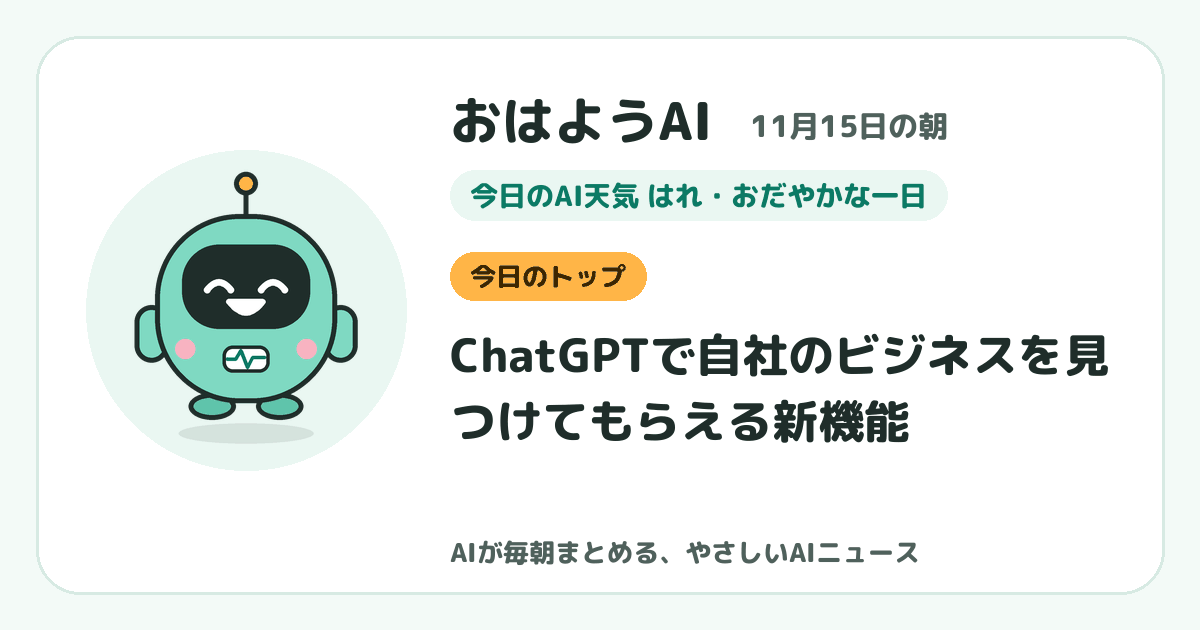 おはようAI 11月15日の朝
今日のAI天気 はれ・おだやかな一日
今日のトップ
ChatGPTで自社のビジネスを見
つけてもらえる新機能
AIが毎朝まとめる、やさしいAIニュース